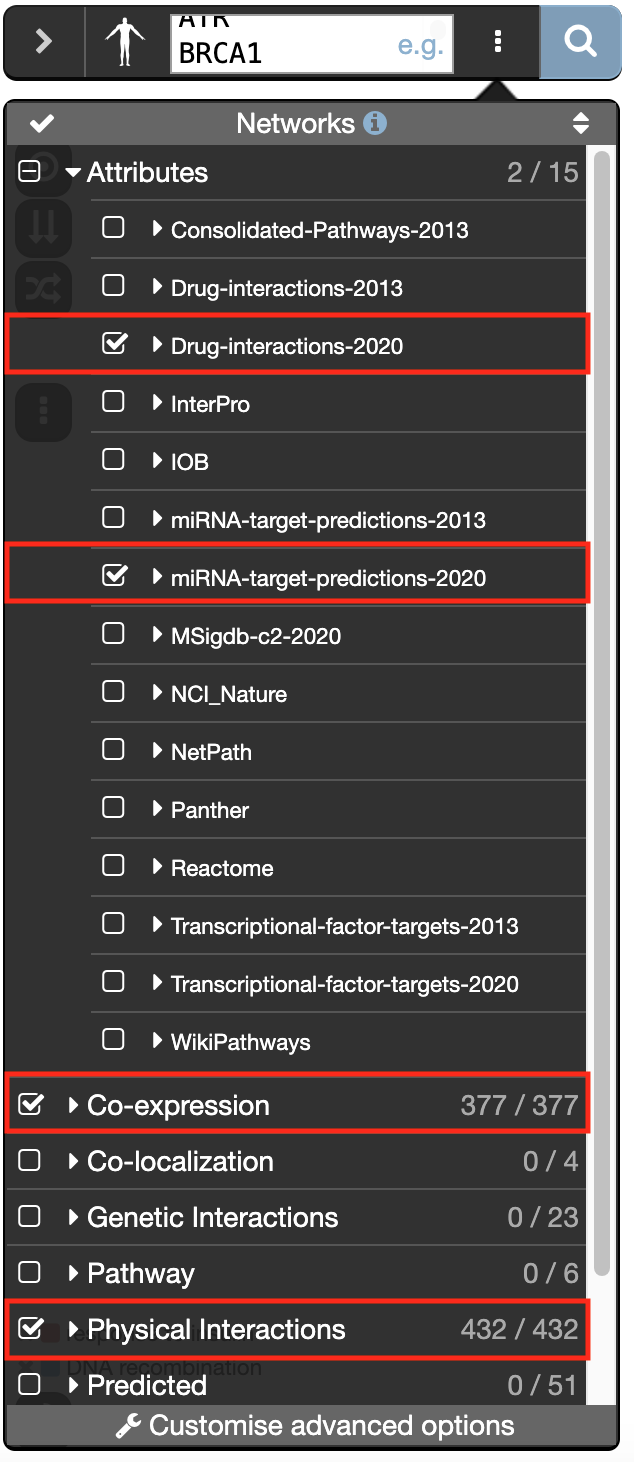 ATR
BRCA1
e.g.
Networks
Attributes 2 / 15
Consolidated-Pathways-2013
Drug-interactions-2013
Drug-interactions-2020
InterPro
IOB
miRNA-target-predictions-2013
miRNA-target-predictions-2020
MSigdb-c2-2020
NCI_Nature
NetPath
Panther
Reactome
Transcriptional-factor-targets-2013
Transcriptional-factor-targets-2020
WikiPathways
Co-expression 377 / 377
Co-localization 0 / 4
Genetic Interactions 0 / 23
Pathway 0 / 6
Physical Interactions 432 / 432
DNA recombination
Predicted 0 / 51
Customise advanced options